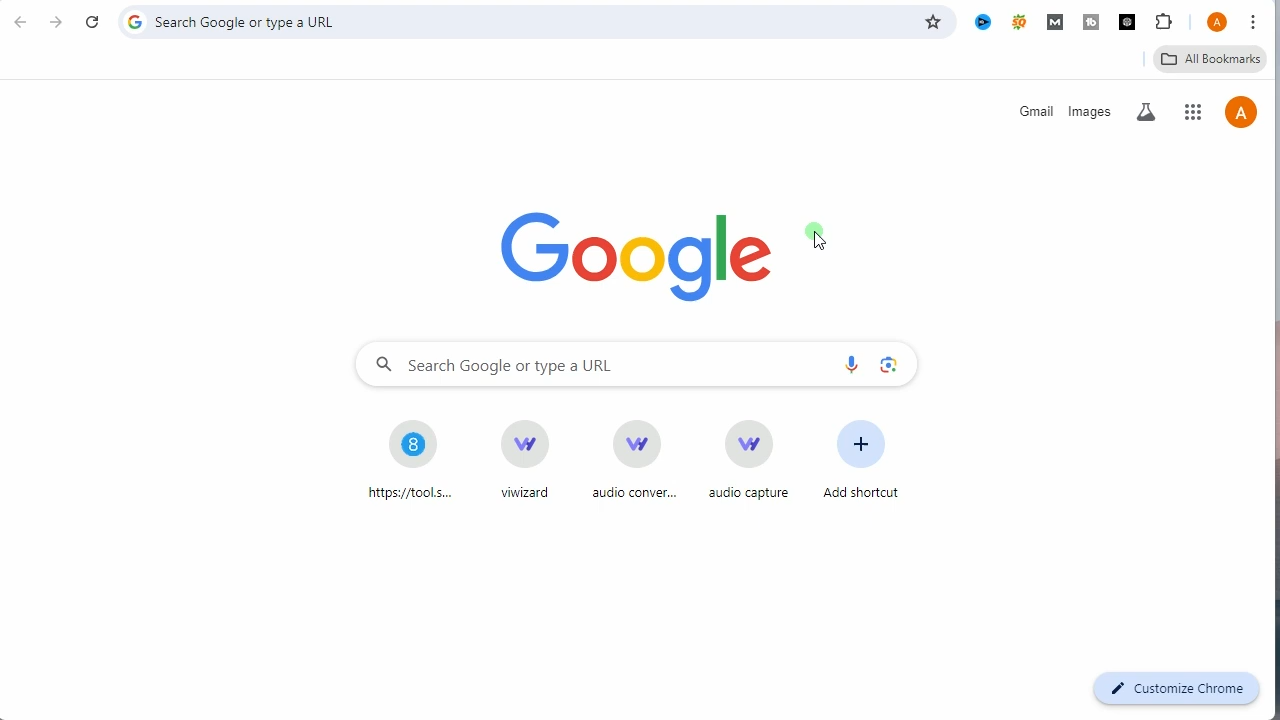 Search Google or type a URL
A
All Bookmarks
Gmail
Images
A
Google
Search Google or type a URL
8
https://tool.s...
viwizard
audio conver...
audio capture
Add shortcut
Customize Chrome